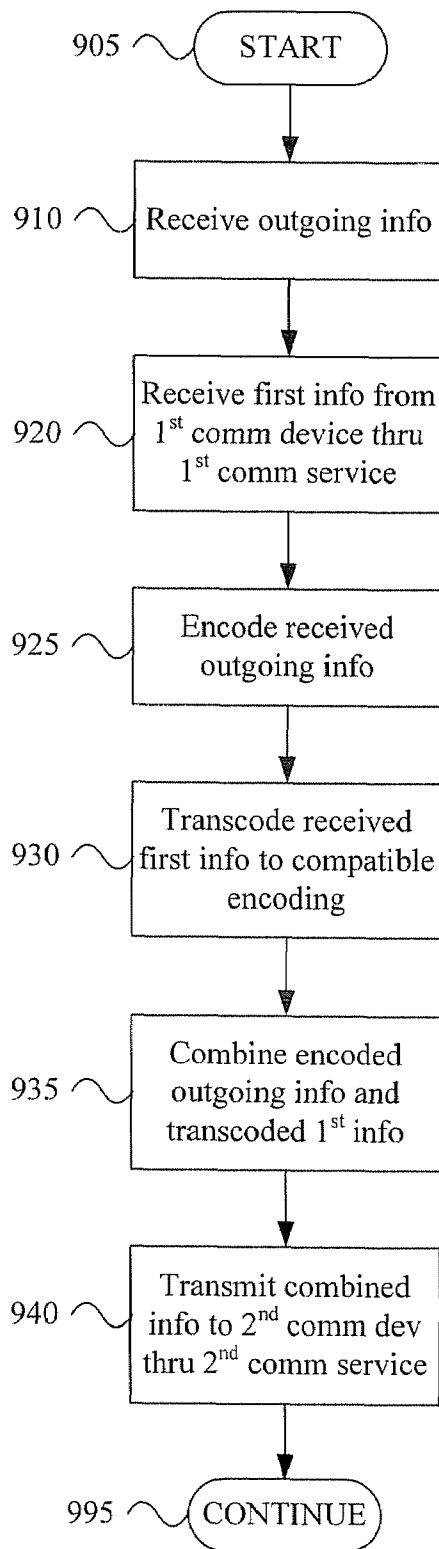 905
START
910
Receive outgoing info
920
Receive first info from
1st comm device thru
1st comm service
925
Encode received
outgoing info
930
Transcode received
first info to compatible
encoding
935
Combine encoded
outgoing info and
transcoded 1st info
940
Transmit combined
info to 2nd comm dev
thru 2nd comm service
995
CONTINUE